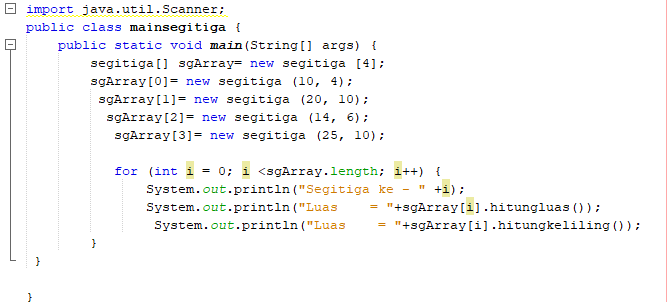 import java.util.Scanner;
public class mainsegitiga {
    public static void main(String[] args) {
        segitiga[] sgArray= new segitiga [4];
        sgArray[0]= new segitiga (10, 4);
         sgArray[1]= new segitiga (20, 10);
          sgArray[2]= new segitiga (14, 6);
           sgArray[3]= new segitiga (25, 10);
           for (int i = 0; i <sgArray.length; i++) {
               System.out.println("Segitiga ke - " +i);
               System.out.println("Luas    = "+sgArray[i].hitungluas());
                System.out.println("Luas    = "+sgArray[i].hitungkeliling());
        }
 }
}